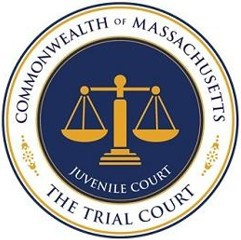 COMMONWEALTH OF MASSACHUSETTS
JUVENILE COURT
THE TRIAL COURT